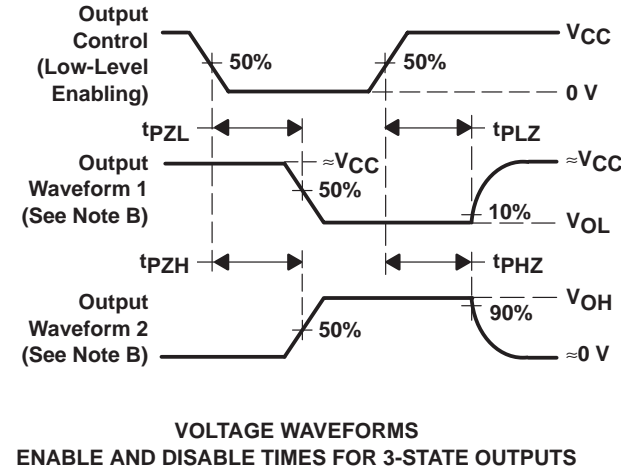 Output
Control
(Low-Level
Enabling)
50%
50%
VCC
0 V
tPZL
tPLZ
Output
Waveform 1
(See Note B)
≈VCC
50%
≈VCC
10%
VOL
tPZH
tPHZ
Output
Waveform 2
(See Note B)
50%
VOH
90%
≈0 V
VOLTAGE WAVEFORMS
ENABLE AND DISABLE TIMES FOR 3-STATE OUTPUTS